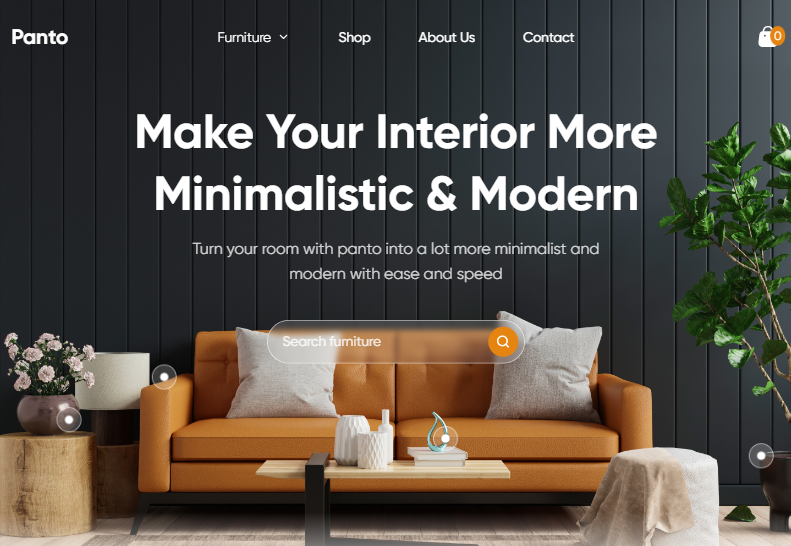 Panto
Furniture
Shop
About Us
Contact
0
Make Your Interior More
Minimalistic & Modern
Turn your room with panto into a lot more minimalist and
modern with ease and speed
Search furniture